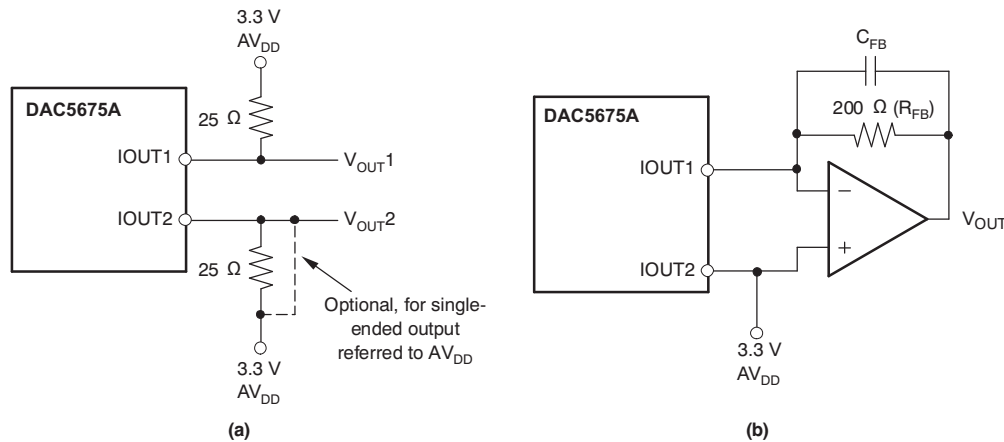 3.3 V
AVDD
DAC5675A
25 Ω
IOUT1
VOUT1
IOUT2
VOUT2
25 Ω
Optional, for single-
ended output
referred to AVDD
3.3 V
AVDD
(a)
CFB
200 Ω (RFB)
DAC5675A
IOUT1
−
VOUT
+
IOUT2
3.3 V
AVDD
(b)